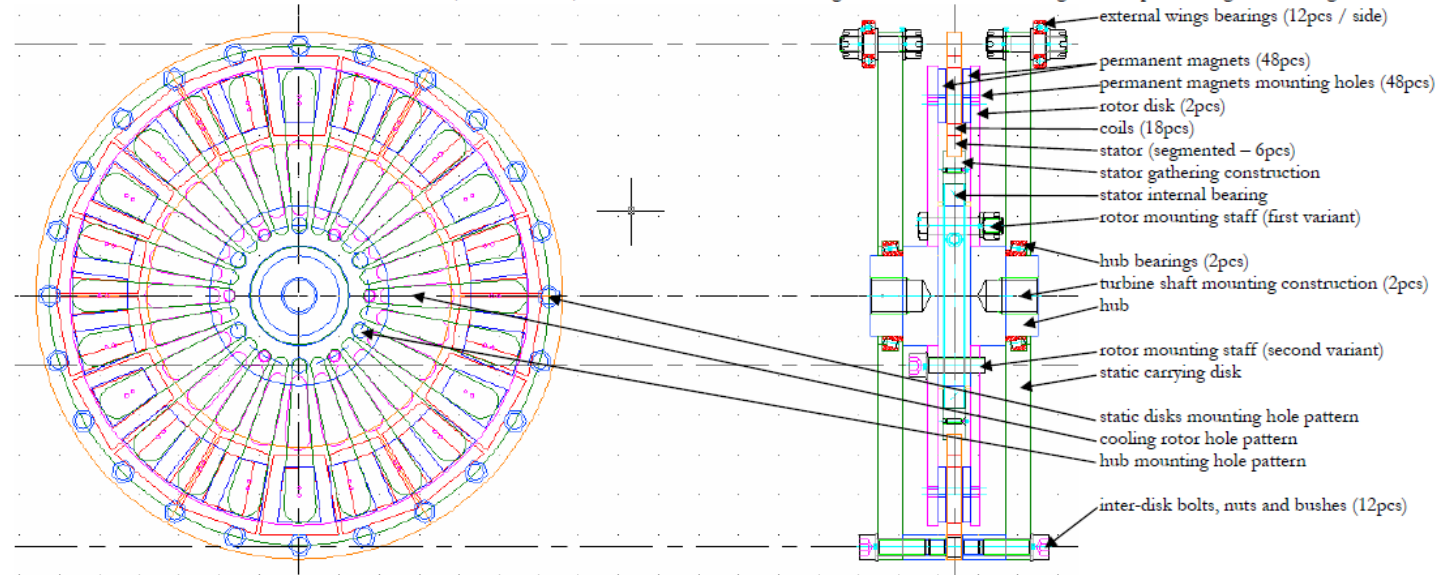 external wings bearings (12pcs / side)
permanent magnets (48pcs)
permanent magnets mounting holes (48pcs)
rotor disk (2pcs)
coils (18pcs)
stator (segmented – 6pcs)
stator gathering construction
stator internal bearing
rotor mounting staff (first variant)
hub bearings (2pcs)
turbine shaft mounting construction (2pcs)
hub
rotor mounting staff (second variant)
static carrying disk
static disks mounting hole pattern
cooling rotor hole pattern
hub mounting hole pattern
inter-disk bolts, nuts and bushes (12pcs)